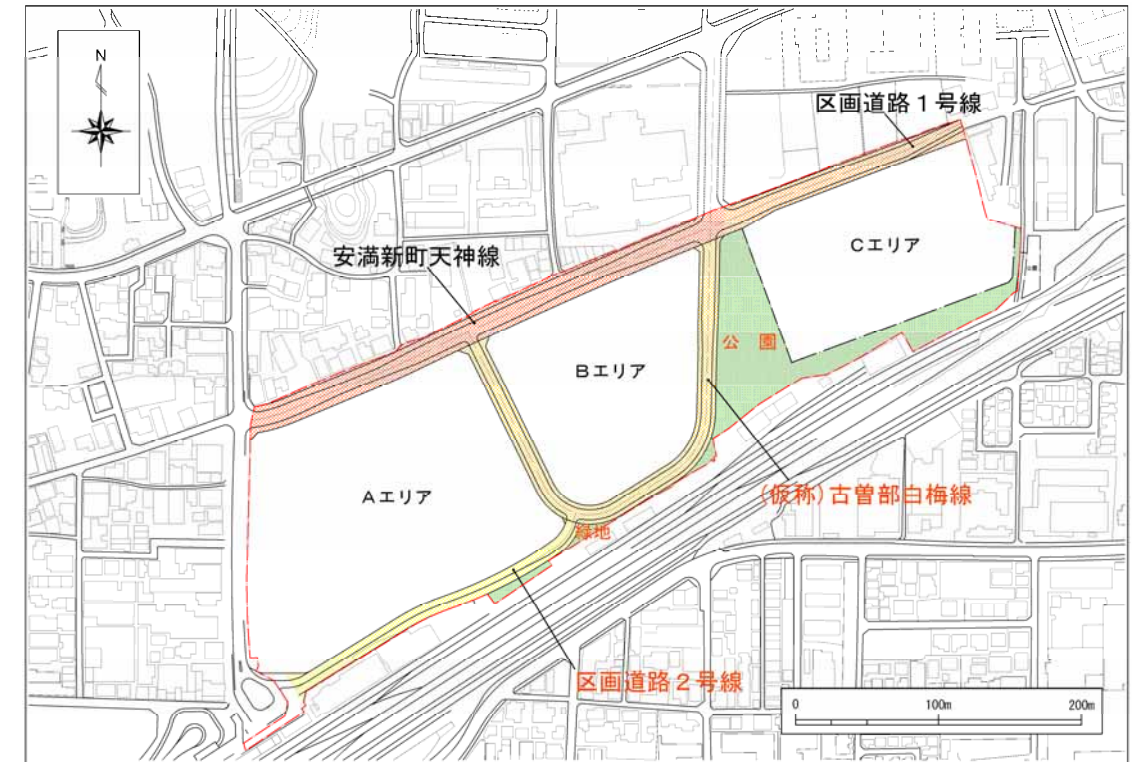 N
区画道路1号線
Cエリア
安満新町天神線
公園
Bエリア
Aエリア
(仮称)古曽部白梅線
緑地
区画道路2号線
0 100m 200m